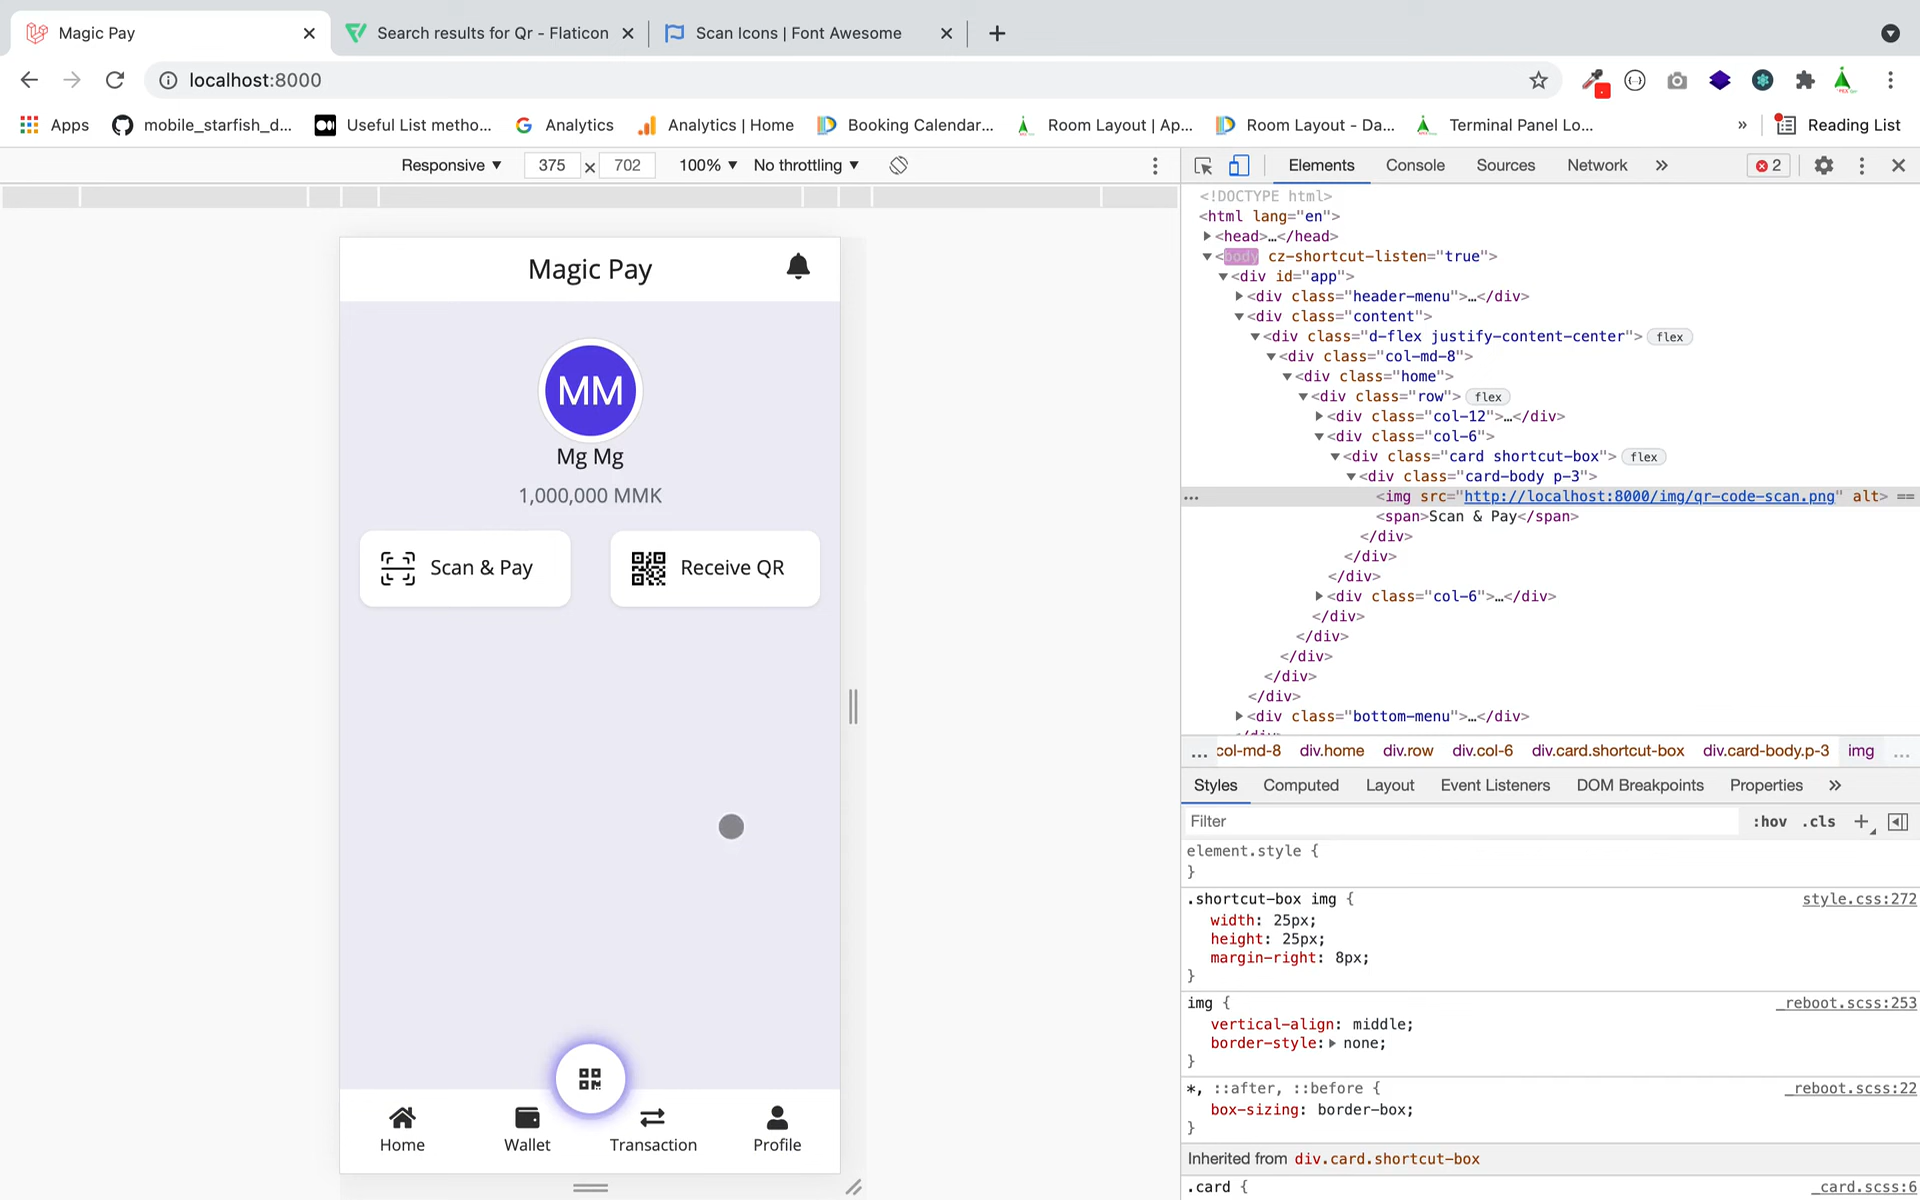 Magic Pay
Search results for Qr - Flaticon
Scan Icons | Font Awesome
localhost:8000
Apps
mobile_starfish_d...
Useful List metho...
Analytics
Analytics | Home
Booking Calendar...
Room Layout | Ap...
Room Layout - Da...
Terminal Panel Lo...
»
Reading List
Responsive ▼
375 × 702
100% ▼
No throttling ▼
Elements
Console
Sources
Network
»
2
Magic Pay
MM
Mg Mg
1,000,000 MMK
Scan & Pay
Receive QR
Home
Wallet
Transaction
Profile
<!DOCTYPE html>
<html lang="en">
▶<head>…</head>
▼<body cz-shortcut-listen="true">
▼<div id="app">
▶<div class="header-menu">…</div>
▼<div class="content">
▼<div class="d-flex justify-content-center"> flex
▼<div class="col-md-8">
▼<div class="home">
▼<div class="row"> flex
▶<div class="col-12">…</div>
▼<div class="col-6">
▼<div class="card shortcut-box"> flex
▼<div class="card-body p-3">
… <img src="http://localhost:8000/img/qr-code-scan.png" alt> ==
<span>Scan & Pay</span>
</div>
</div>
</div>
▶<div class="col-6">…</div>
</div>
</div>
</div>
</div>
</div>
▶<div class="bottom-menu">…</div>
</div>
… col-md-8 div.home div.row div.col-6 div.card.shortcut-box div.card-body.p-3 img …
Styles Computed Layout Event Listeners DOM Breakpoints Properties »
Filter :hov .cls +
element.style {
}
.shortcut-box img { style.css:272
width: 25px;
height: 25px;
margin-right: 8px;
}
img { _reboot.scss:253
vertical-align: middle;
border-style:▶ none;
}
*, ::after, ::before { _reboot.scss:22
box-sizing: border-box;
}
Inherited from div.card.shortcut-box
.card { _card.scss:6